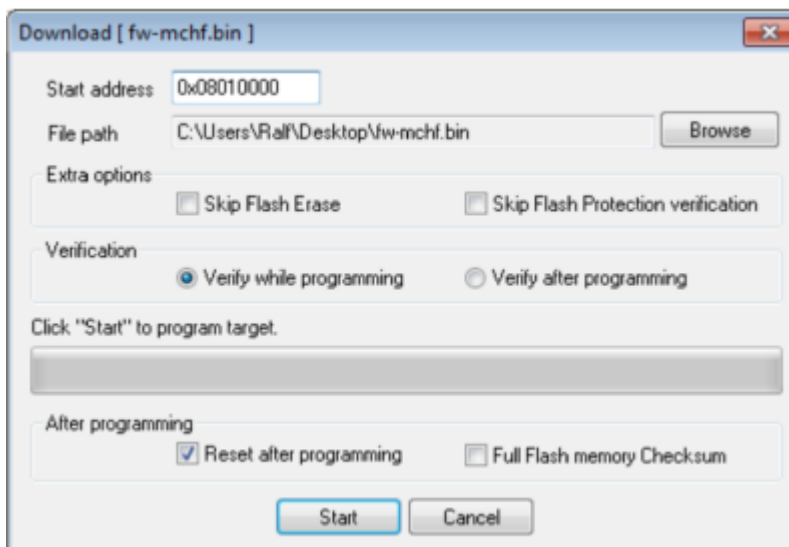 Download [ fw-mchf.bin ]
Start address 0x08010000
File path C:\Users\Ralf\Desktop\fw-mchf.bin Browse
Extra options
Skip Flash Erase Skip Flash Protection verification
Verification
Verify while programming Verify after programming
Click "Start" to program target.
After programming
Reset after programming Full Flash memory Checksum
Start Cancel